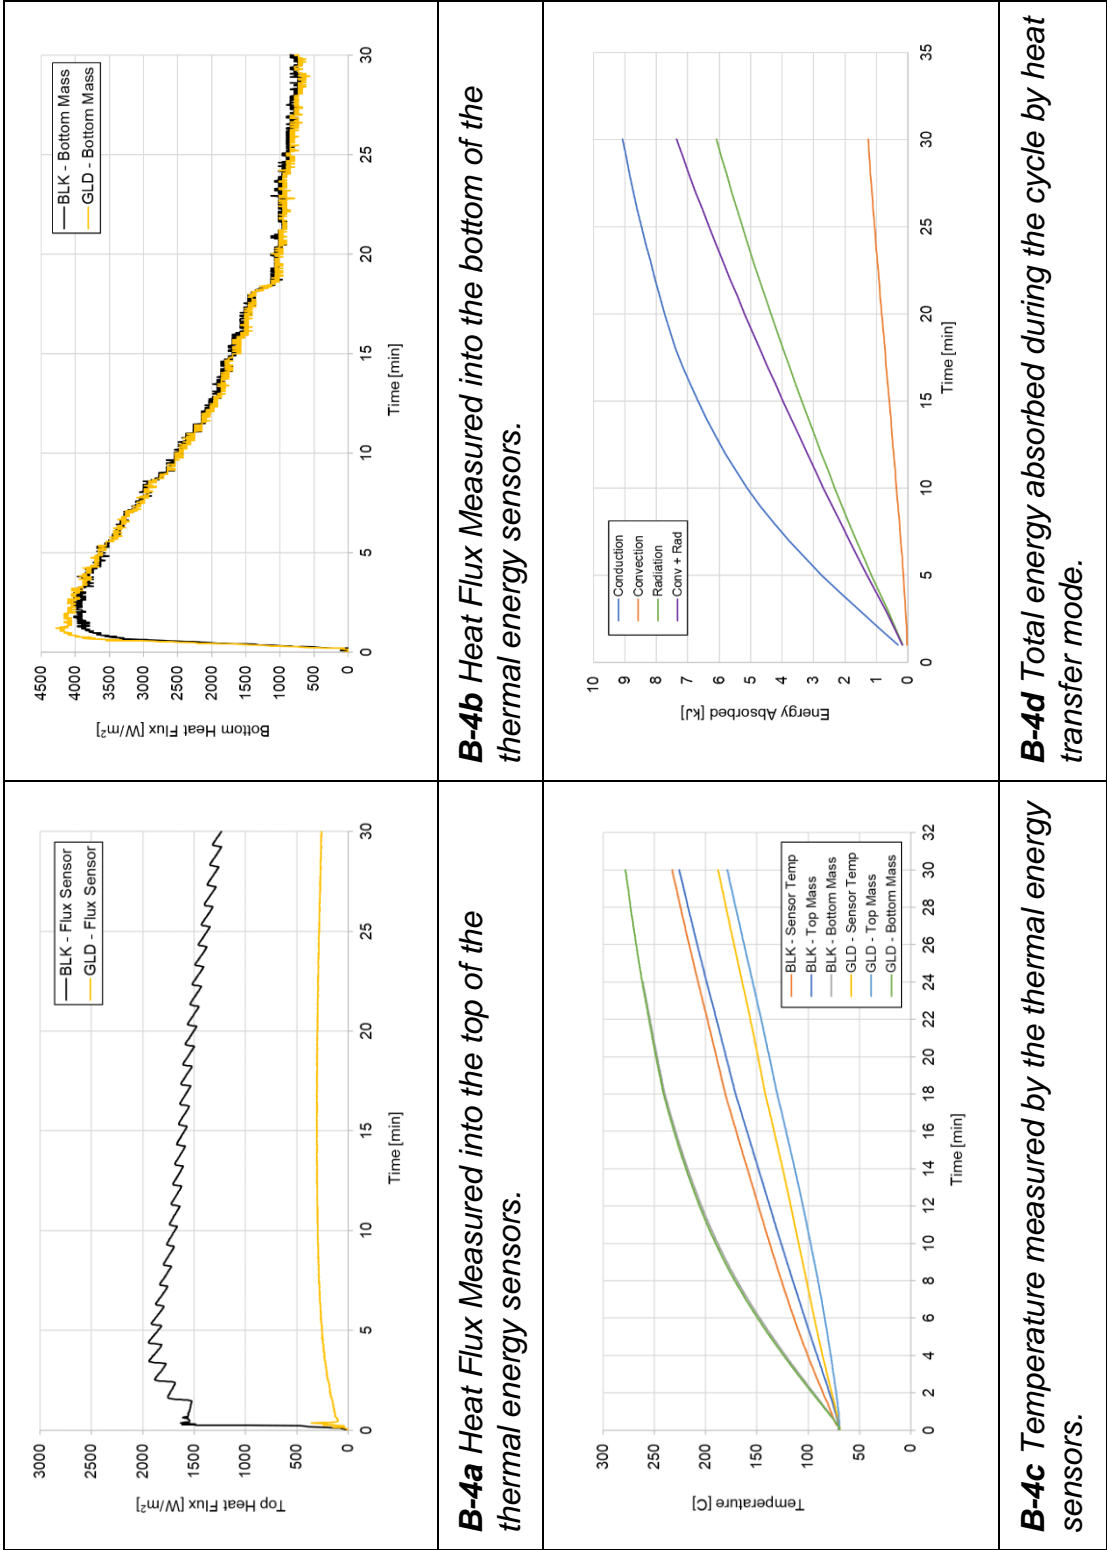 3000
2500
2000
1500
1000
500
0
Top Heat Flux [W/m²]
0
5
10
15
20
25
30
Time [min]
BLK - Flux Sensor
GLD - Flux Sensor
B-4a Heat Flux Measured into the top of the
thermal energy sensors.
4500
4000
3500
3000
2500
2000
1500
1000
500
0
Bottom Heat Flux [W/m²]
0
5
10
15
20
25
30
Time [min]
BLK - Bottom Mass
GLD - Bottom Mass
B-4b Heat Flux Measured into the bottom of the
thermal energy sensors.
300
250
200
150
100
50
0
Temperature [C]
0
2
4
6
8
10
12
14
16
18
20
22
24
26
28
30
32
Time [min]
BLK - Sensor Temp
BLK - Top Mass
BLK - Bottom Mass
GLD - Sensor Temp
GLD - Top Mass
GLD - Bottom Mass
B-4c Temperature measured by the thermal energy
sensors.
10
9
8
7
6
5
4
3
2
1
0
Energy Absorbed [kJ]
0
5
10
15
20
25
30
35
Time [min]
Conduction
Convection
Radiation
Conv + Rad
B-4d Total energy absorbed during the cycle by heat
transfer mode.